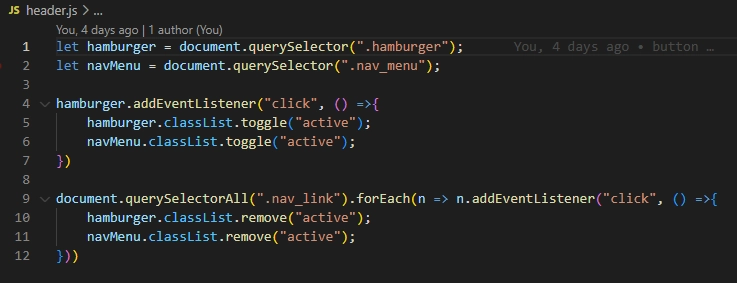 JS header.js > ...
You, 4 days ago | 1 author (You)
1 let hamburger = document.querySelector(".hamburger"); You, 4 days ago • button …
2 let navMenu = document.querySelector(".nav_menu");
3
4 hamburger.addEventListener("click", () =>{
5 hamburger.classList.toggle("active");
6 navMenu.classList.toggle("active");
7 })
8
9 document.querySelectorAll(".nav_link").forEach(n => n.addEventListener("click", () =>{
10 hamburger.classList.remove("active");
11 navMenu.classList.remove("active");
12 }))